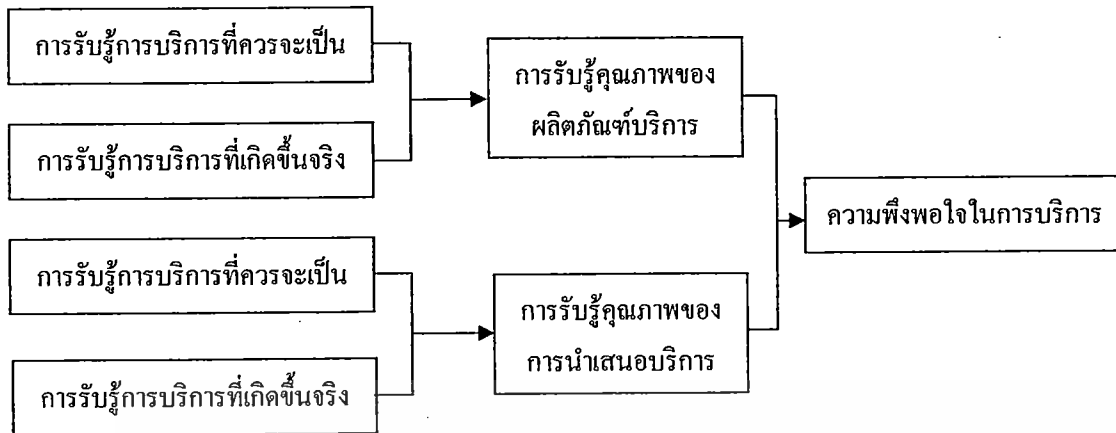 การรับรู้การบริการที่ควรจะเป็น
การรับรู้การบริการที่เกิดขึ้นจริง
การรับรู้คุณภาพของ
ผลิตภัณฑ์บริการ
การรับรู้การบริการที่ควรจะเป็น
การรับรู้การบริการที่เกิดขึ้นจริง
การรับรู้คุณภาพของ
การนำเสนอบริการ
ความพึงพอใจในการบริการ